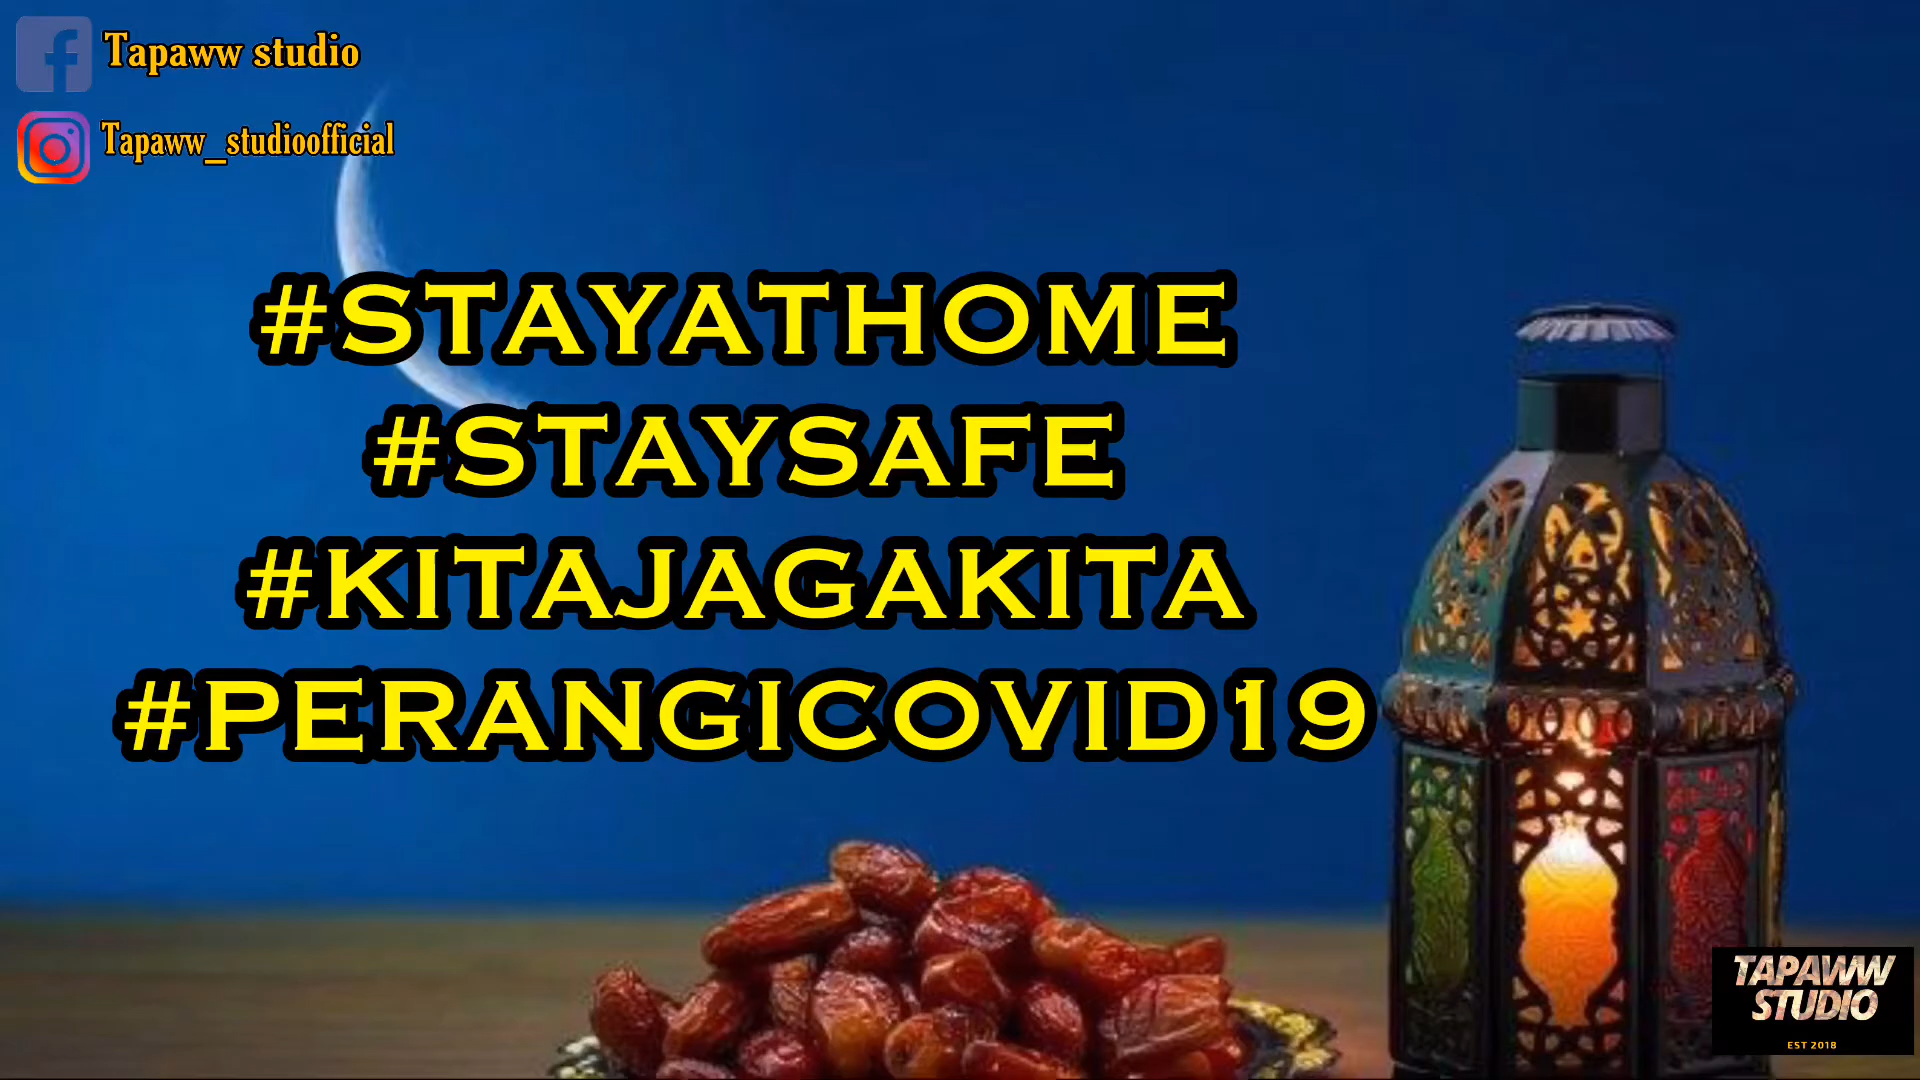 Tapaww studio
Tapaww_studioofficial
#STAYATHOME
#STAYSAFE
#KITAJAGAKITA
#PERANGICOVID19
TAPAWW
STUDIO
EST 2018